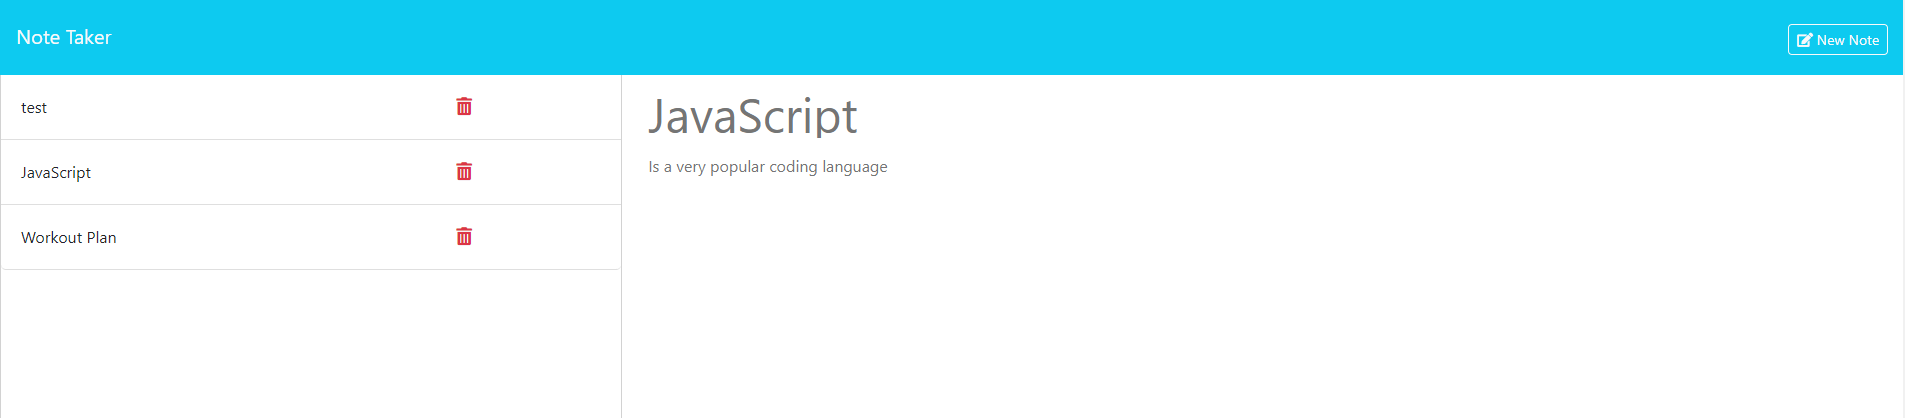 Note Taker
New Note
test
JavaScript
Workout Plan
JavaScript
Is a very popular coding language